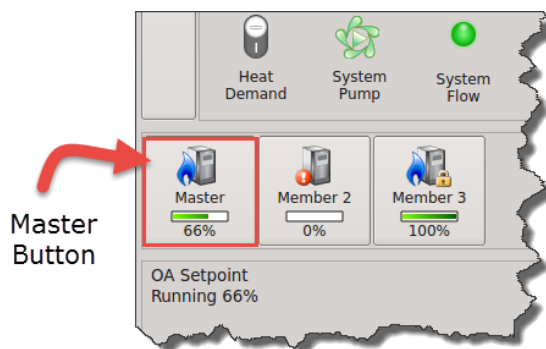 Heat
Demand
System
Pump
System
Flow
Master
66%
Member 2
0%
Member 3
100%
Master
Button
OA Setpoint
Running 66%